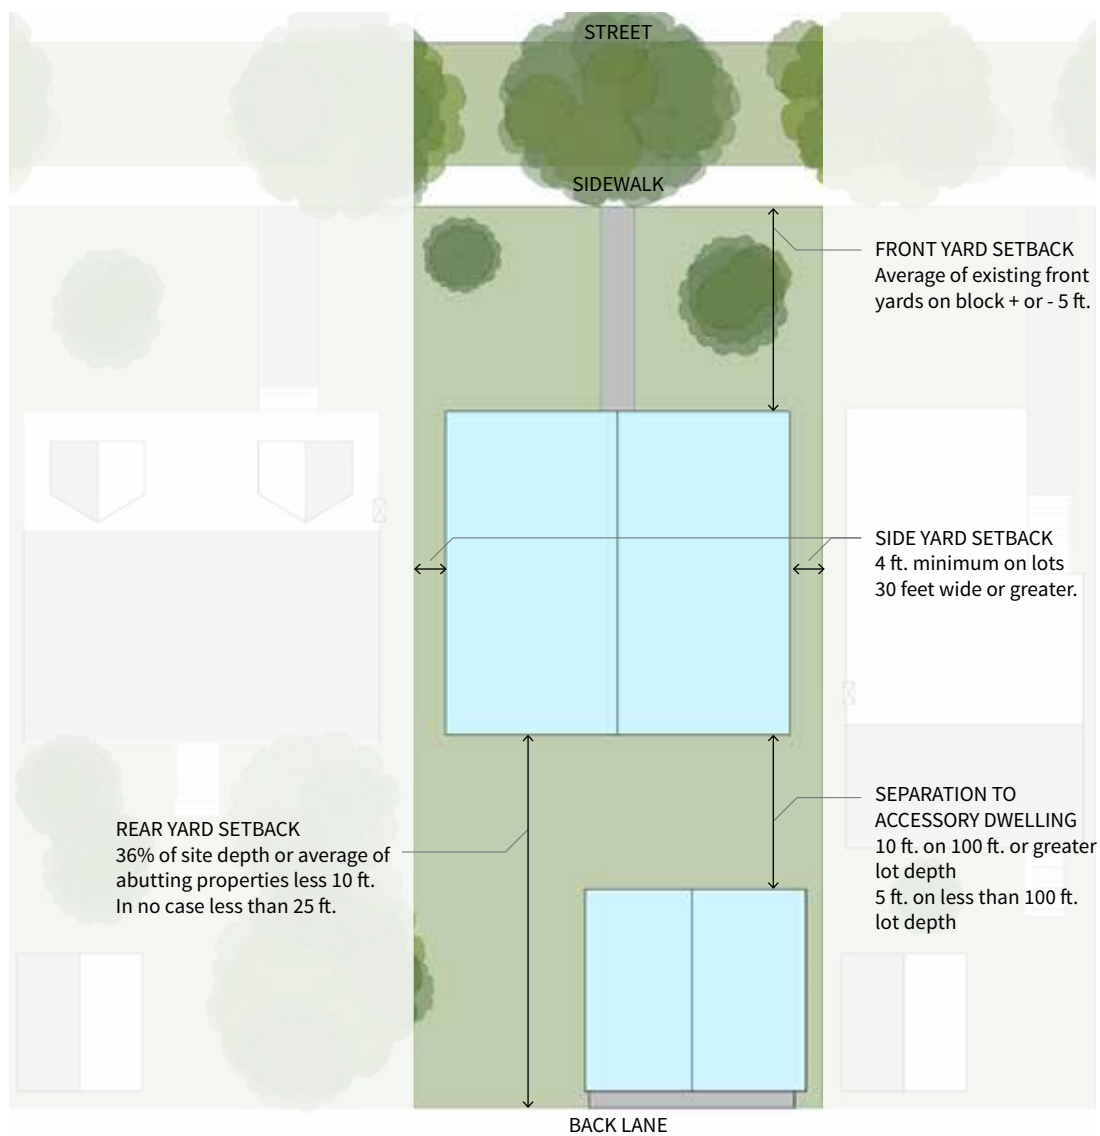 STREET
SIDEWALK
FRONT YARD SETBACK
Average of existing front
yards on block + or - 5 ft.
SIDE YARD SETBACK
4 ft. minimum on lots
30 feet wide or greater.
SEPARATION TO
ACCESSORY DWELLING
10 ft. on 100 ft. or greater
lot depth
5 ft. on less than 100 ft.
lot depth
REAR YARD SETBACK
36% of site depth or average of
abutting properties less 10 ft.
In no case less than 25 ft.
BACK LANE